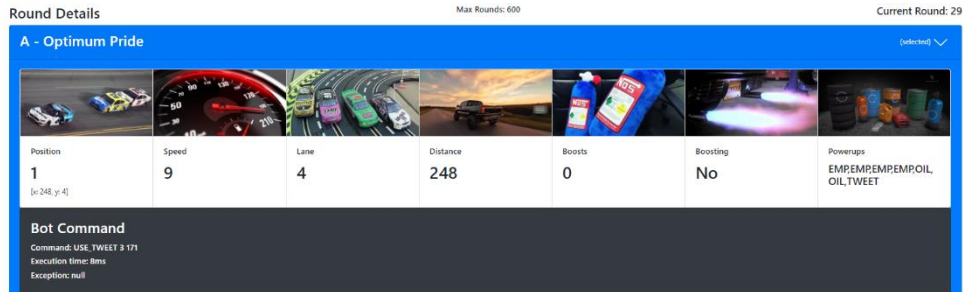 Round Details
Max Rounds: 600
Current Round: 29
A - Optimum Pride
(selected)
NOS
NOS
Position
1
[x: 248, y: 4]
Speed
9
Lane
4
Distance
248
Boosts
0
Boosting
No
Powerups
EMP,EMP,EMP,EMP,OIL,
OIL,TWEET
Bot Command
Command: USE_TWEET 3 171
Execution time: 8ms
Exception: null